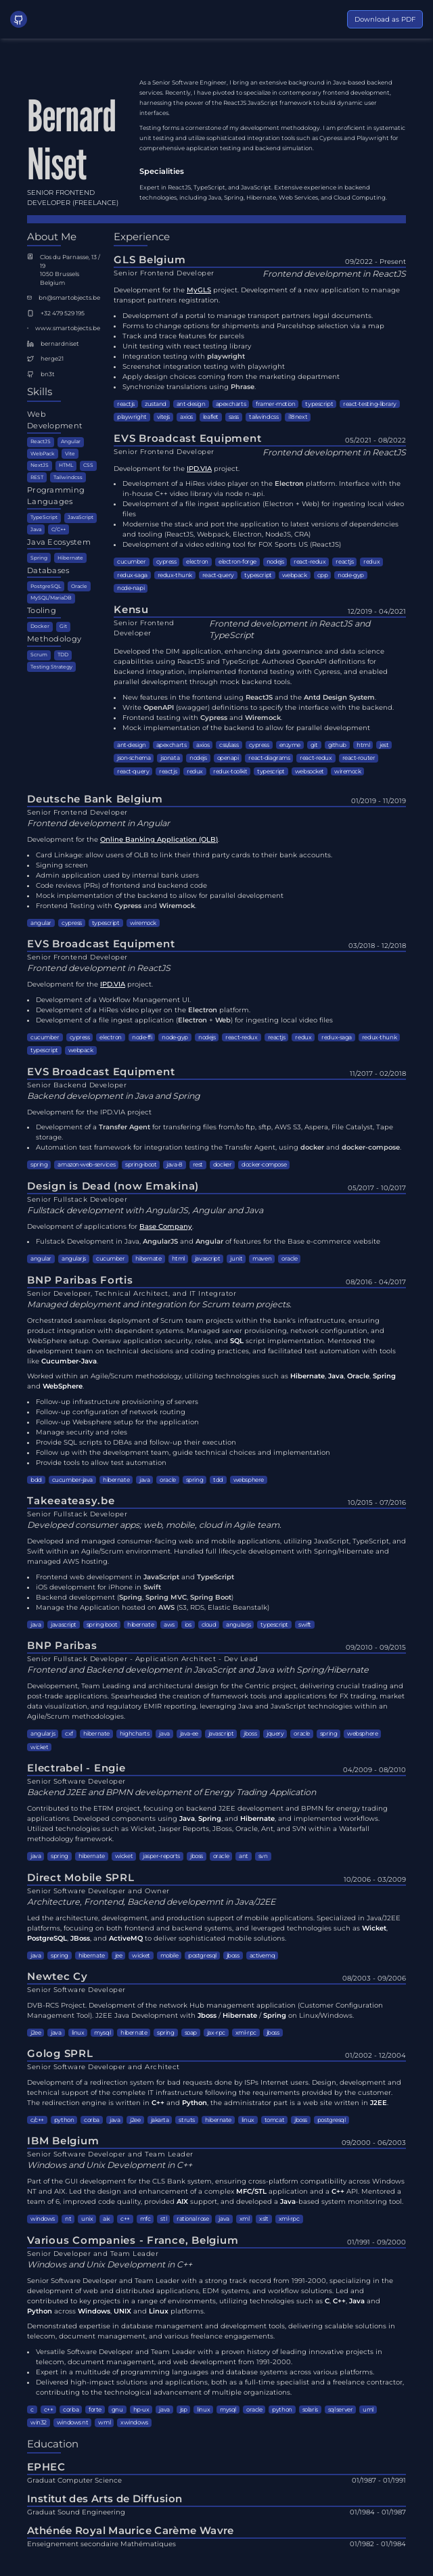 Download as PDF
Bernard
Niset
SENIOR FRONTEND
DEVELOPER (FREELANCE)
As a Senior Software Engineer, I bring an extensive background in Java-based backend
services. Recently, I have pivoted to specialize in contemporary frontend development,
harnessing the power of the ReactJS JavaScript framework to build dynamic user
interfaces.
Testing forms a cornerstone of my development methodology. I am proficient in systematic
unit testing and utilize sophisticated integration tools such as Cypress and Playwright for
comprehensive application testing and backend simulation.
Specialities
Expert in ReactJS, TypeScript, and JavaScript. Extensive experience in backend
technologies, including Java, Spring, Hibernate, Web Services, and Cloud Computing.
About Me
Clos du Parnasse, 13 /
19
1050 Brussels
Belgium
bn@smartobjects.be
+32 479 529 195
www.smartobjects.be
bernardniset
herge21
bn3t
Skills
Web
Development
ReactJS Angular
WebPack Vite
NextJS HTML CSS
REST Tailwindcss
Programming
Languages
TypeScript JavaScript
Java C/C++
Java Ecosystem
Spring Hibernate
Databases
PostgreSQL Oracle
MySQL/MariaDB
Tooling
Docker Git
Methodology
Scrum TDD
Testing Strategy
Experience
GLS Belgium 09/2022 - Present
Senior Frontend Developer Frontend development in ReactJS
Development for the MyGLS project. Development of a new application to manage
transport partners registration.
Development of a portal to manage transport partners legal documents.
Forms to change options for shipments and Parcelshop selection via a map
Track and trace features for parcels
Unit testing with react testing library
Integration testing with playwright
Screenshot integration testing with playwright
Apply design choices coming from the marketing department
Synchronize translations using Phrase.
reactjs zustand ant-design apexcharts framer-motion typescript react-testing-library
playwright vitejs axios leaflet sass tailwindcss i18next
EVS Broadcast Equipment 05/2021 - 08/2022
Senior Frontend Developer Frontend development in ReactJS
Development for the IPD.VIA project.
Development of a HiRes video player on the Electron platform. Interface with the
in-house C++ video library via node n-api.
Development of a file ingest application (Electron + Web) for ingesting local video
files
Modernise the stack and port the application to latest versions of dependencies
and tooling (ReactJS, Webpack, Electron, NodeJS, CRA)
Development of a video editing tool for FOX Sports US (ReactJS)
cucumber cypress electron electron-forge nodejs react-redux reactjs redux
redux-saga redux-thunk react-query typescript webpack cpp node-gyp
node-napi
Kensu 12/2019 - 04/2021
Senior Frontend
Developer
Frontend development in ReactJS and
TypeScript
Developed the DIM application, enhancing data governance and data science
capabilities using ReactJS and TypeScript. Authored OpenAPI definitions for
backend integration, implemented frontend testing with Cypress, and enabled
parallel development through mock backend tools.
New features in the frontend using ReactJS and the Antd Design System.
Write OpenAPI (swagger) definitions to specify the interface with the backend.
Frontend testing with Cypress and Wiremock.
Mock implementation of the backend to allow for parallel development
ant-design apexcharts axios css/sass cypress enzyme git github html jest
json-schema jsonata nodejs openapi react-diagrams react-redux react-router
react-query reactjs redux redux-toolkit typescript websocket wiremock
Deutsche Bank Belgium 01/2019 - 11/2019
Senior Frontend Developer
Frontend development in Angular
Development for the Online Banking Application (OLB).
Card Linkage: allow users of OLB to link their third party cards to their bank accounts.
Signing screen
Admin application used by internal bank users
Code reviews (PRs) of frontend and backend code
Mock implementation of the backend to allow for parallel development
Frontend Testing with Cypress and Wiremock.
angular cypress typescript wiremock
EVS Broadcast Equipment 03/2018 - 12/2018
Senior Frontend Developer
Frontend development in ReactJS
Development for the IPD.VIA project.
Development of a Workflow Management UI.
Development of a HiRes video player on the Electron platform.
Development of a file ingest application (Electron + Web) for ingesting local video files
cucumber cypress electron node-ffi node-gyp nodejs react-redux reactjs redux redux-saga redux-thunk
typescript webpack
EVS Broadcast Equipment 11/2017 - 02/2018
Senior Backend Developer
Backend development in Java and Spring
Development for the IPD.VIA project
Development of a Transfer Agent for transfering files from/to ftp, sftp, AWS S3, Aspera, File Catalyst, Tape
storage.
Automation test framework for integration testing the Transfer Agent, using docker and docker-compose.
spring amazon-web-services spring-boot java-8 rest docker docker-compose
Design is Dead (now Emakina) 05/2017 - 10/2017
Senior Fullstack Developer
Fullstack development with AngularJS, Angular and Java
Development of applications for Base Company.
Fulstack Development in Java, AngularJS and Angular of features for the Base e-commerce website
angular angularjs cucumber hibernate html javascript junit maven oracle
BNP Paribas Fortis 08/2016 - 04/2017
Senior Developer, Technical Architect, and IT Integrator
Managed deployment and integration for Scrum team projects.
Orchestrated seamless deployment of Scrum team projects within the bank's infrastructure, ensuring
product integration with dependent systems. Managed server provisioning, network configuration, and
WebSphere setup. Oversaw application security, roles, and SQL script implementation. Mentored the
development team on technical decisions and coding practices, and facilitated test automation with tools
like Cucumber-Java.
Worked within an Agile/Scrum methodology, utilizing technologies such as Hibernate, Java, Oracle, Spring
and WebSphere.
Follow-up infrastructure provisioning of servers
Follow-up configuration of network routing
Follow-up Websphere setup for the application
Manage security and roles
Provide SQL scripts to DBAs and follow-up their execution
Follow up with the development team, guide technical choices and implementation
Provide tools to allow test automation
bdd cucumber-java hibernate java oracle spring tdd websphere
Takeeateasy.be 10/2015 - 07/2016
Senior Fullstack Developer
Developed consumer apps; web, mobile, cloud in Agile team.
Developed and managed consumer-facing web and mobile applications, utilizing JavaScript, TypeScript, and
Swift within an Agile/Scrum environment. Handled full lifecycle development with Spring/Hibernate and
managed AWS hosting.
Frontend web development in JavaScript and TypeScript
iOS development for iPhone in Swift
Backend development (Spring, Spring MVC, Spring Boot)
Manage the Application hosted on AWS (S3, RDS, Elastic Beanstalk)
java javascript spring boot hibernate aws ios cloud angularjs typescript swift
BNP Paribas 09/2010 - 09/2015
Senior Fullstack Developer - Application Architect - Dev Lead
Frontend and Backend development in JavaScript and Java with Spring/Hibernate
Development, Team Leading and architectural design for the Centric project, delivering crucial trading and
post-trade applications. Spearheaded the creation of framework tools and applications for FX trading, market
data visualization, and regulatory EMIR reporting, leveraging Java and JavaScript technologies within an
Agile/Scrum methodologies.
angularjs cxf hibernate highcharts java java-ee javascript jboss jquery oracle spring websphere
wicket
Electrabel - Engie 04/2009 - 08/2010
Senior Software Developer
Backend J2EE and BPMN development of Energy Trading Application
Contributed to the ETRM project, focusing on backend J2EE development and BPMN for energy trading
applications. Developed components using Java, Spring, and Hibernate, and implemented workflows.
Utilized technologies such as Wicket, Jasper Reports, JBoss, Oracle, Ant, and SVN within a Waterfall
methodology framework.
java spring hibernate wicket jasper-reports jboss oracle ant svn
Direct Mobile SPRL 10/2006 - 03/2009
Senior Software Developer and Owner
Architecture, Frontend, Backend developemnt in Java/J2EE
Led the architecture, development, and production support of mobile applications. Specialized in Java/J2EE
platforms, focusing on both frontend and backend systems, and leveraged technologies such as Wicket,
PostgreSQL, JBoss, and ActiveMQ to deliver sophisticated mobile solutions.
java spring hibernate jee wicket mobile postgresql jboss activemq
Newtec Cy 08/2003 - 09/2006
Senior Software Developer
DVB-RCS Project. Development of the network Hub management application (Customer Configuration
Management Tool). J2EE Java Development with Jboss / Hibernate / Spring on Linux/Windows.
j2ee java linux mysql hibernate spring soap jax-rpc xml-rpc jboss
Golog SPRL 01/2002 - 12/2004
Senior Software Developer and Architect
Development of a redirection system for bad requests done by ISPs Internet users. Design, development and
technical support of the complete IT infrastructure following the requirements provided by the customer.
The redirection engine is written in C++ and Python, the administrator part is a web site written in J2EE.
c/c++ python corba java j2ee jakarta struts hibernate linux tomcat jboss postgresql
IBM Belgium 09/2000 - 06/2003
Senior Software Developer and Team Leader
Windows and Unix Development in C++
Part of the GUI development for the CLS Bank system, ensuring cross-platform compatibility across Windows
NT and AIX. Led the design and enhancement of a complex MFC/STL application and a C++ API. Mentored a
team of 6, improved code quality, provided AIX support, and developed a Java-based system monitoring tool.
windows nt unix aix c++ mfc stl rational rose java xml xslt xml-rpc
Various Companies - France, Belgium 01/1991 - 09/2000
Senior Developer and Team Leader
Windows and Unix Development in C++
Senior Software Developer and Team Leader with a strong track record from 1991-2000, specializing in the
development of web and distributed applications, EDM systems, and workflow solutions. Led and
contributed to key projects in a range of environments, utilizing technologies such as C, C++, Java and
Python across Windows, UNIX and Linux platforms.
Demonstrated expertise in database management and development tools, delivering scalable solutions in
telecom, document management, and various freelance engagements.
Versatile Software Developer and Team Leader with a proven history of leading innovative projects in
telecom, document management, and web development from 1991-2000.
Expert in a multitude of programming languages and database systems across various platforms.
Delivered high-impact solutions and applications, both as a full-time specialist and a freelance contractor,
contributing to the technological advancement of multiple organizations.
c c++ corba forte gnu hp-ux java jsp linux mysql oracle python solaris sqlserver uml
win32 windows nt wml xwindows
Education
EPHEC
Graduat Computer Science 01/1987 - 01/1991
Institut des Arts de Diffusion
Graduat Sound Engineering 01/1984 - 01/1987
Athénée Royal Maurice Carème Wavre
Enseignement secondaire Mathématiques 01/1982 - 01/1984